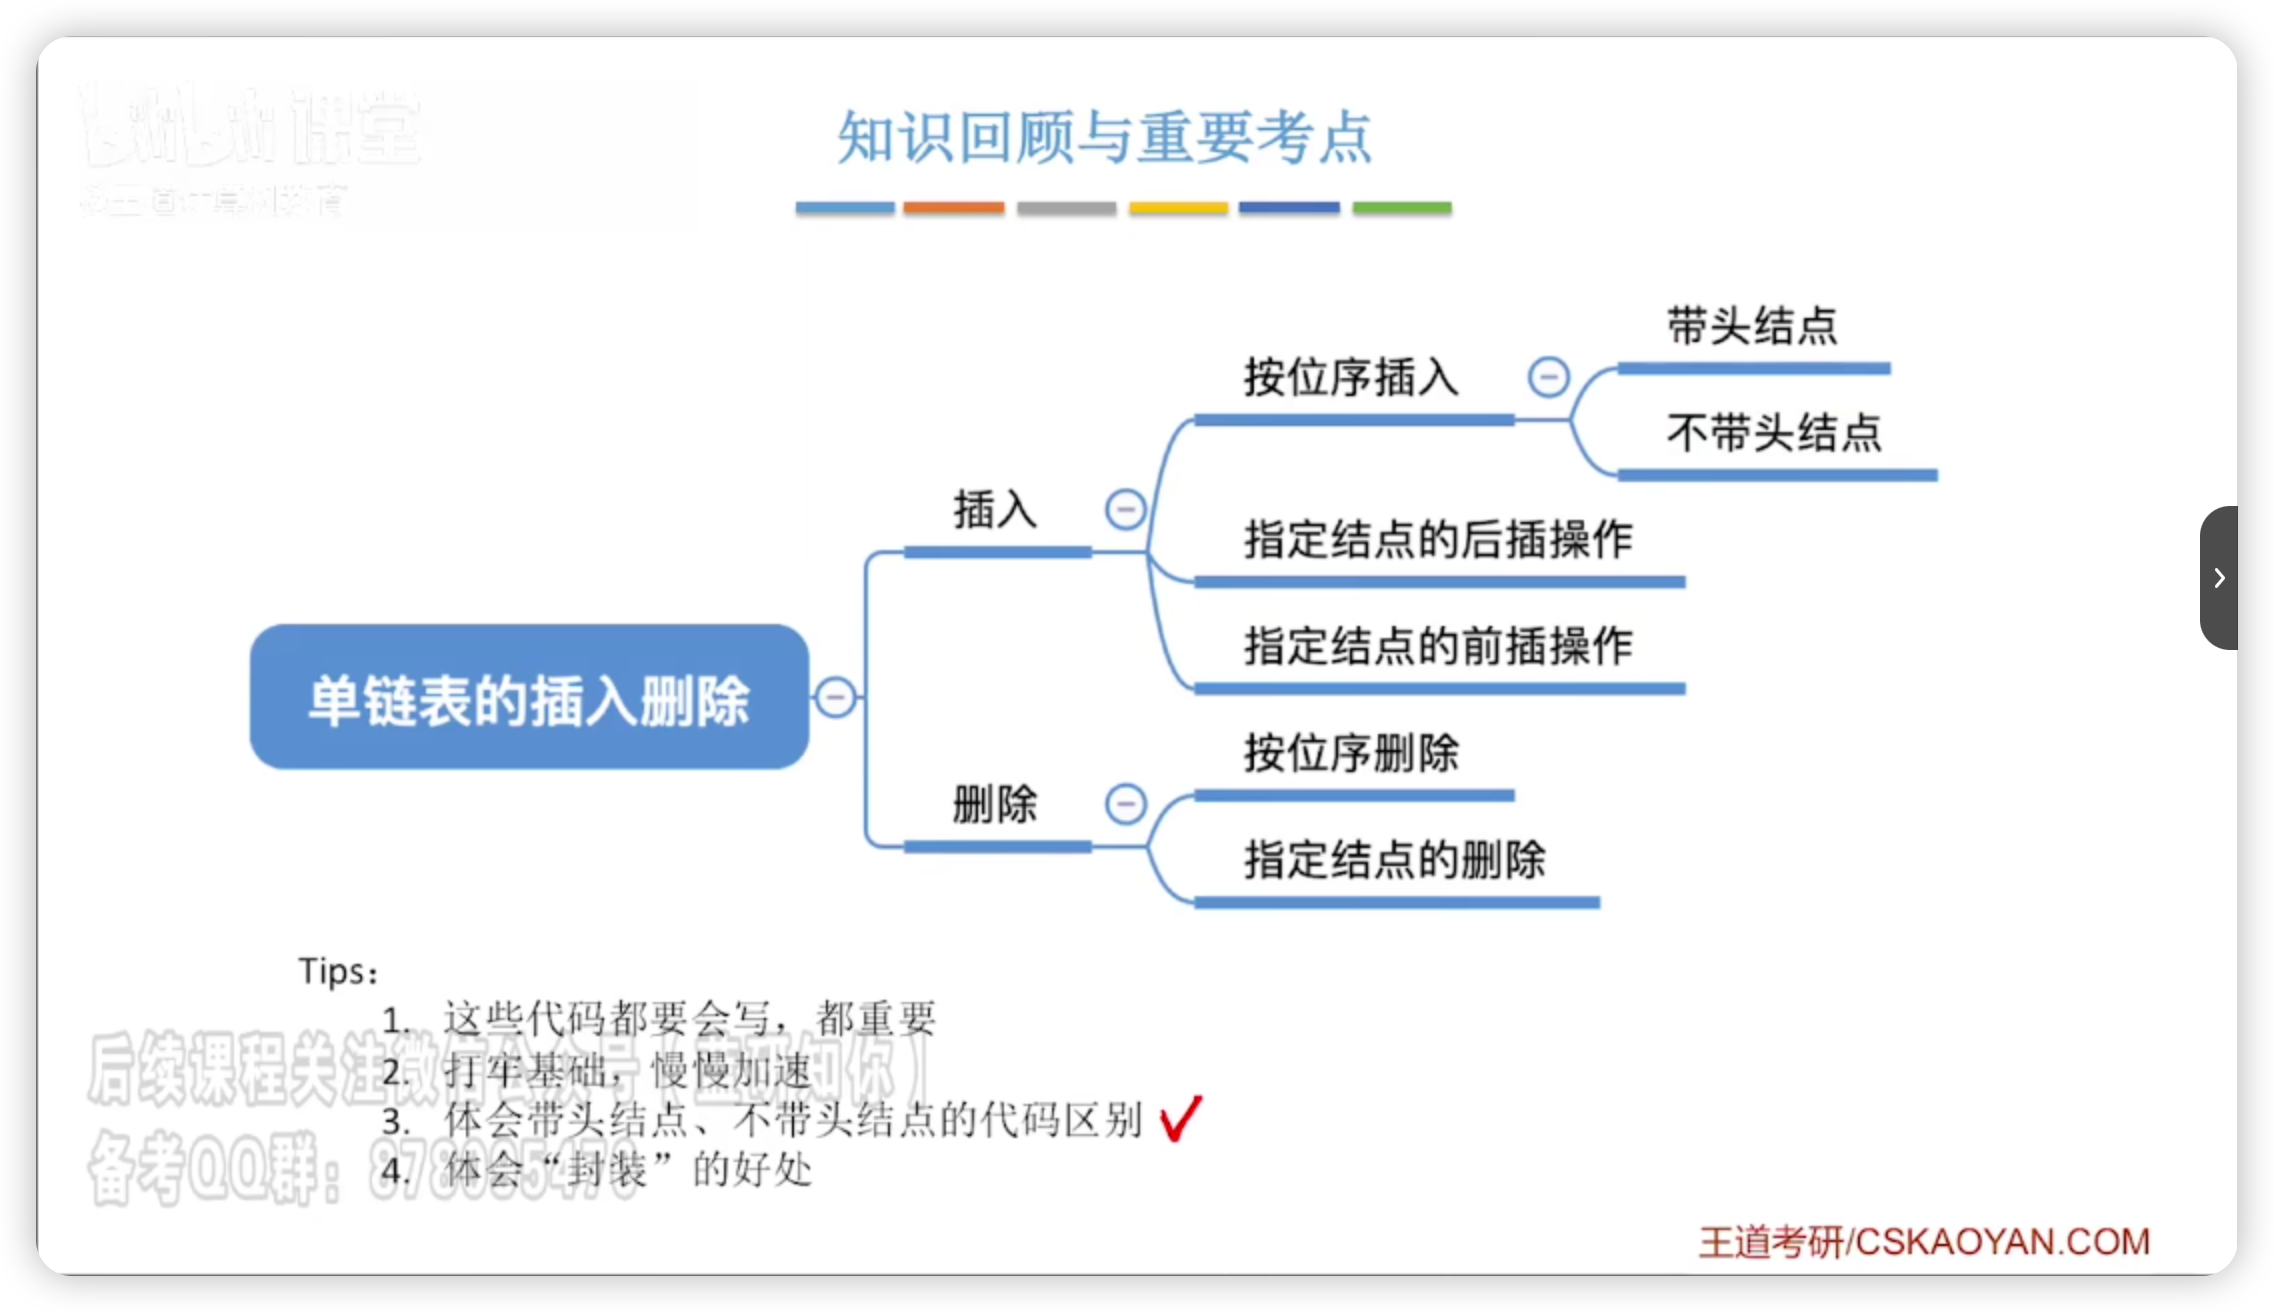 课堂
@王道计算机教育
知识回顾与重要考点
带头结点
按位序插入
不带头结点
插入
指定结点的后插操作
指定结点的前插操作
单链表的插入删除
按位序删除
删除
指定结点的删除
Tips：
1. 这些代码都要会写，都重要
2. 打牢基础，慢慢加速
3. 体会带头结点、不带头结点的代码区别
4. 体会“封装”的好处
后续课程关注微信公众号
备考QQ群：
王道考研/CSKAOYAN.COM